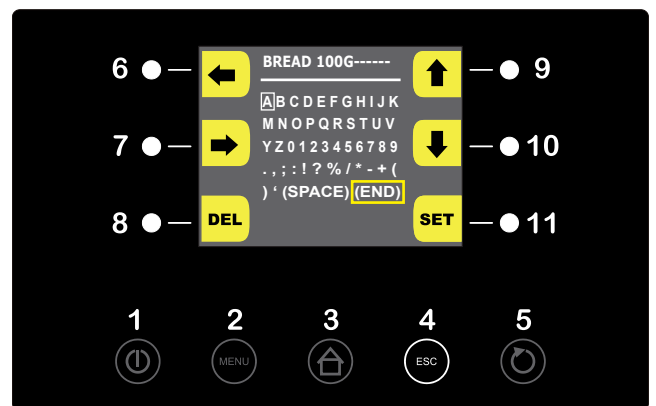 BREAD 100G------
A B C D E F G H I J K
M N O P Q R S T U V
Y Z 0 1 2 3 4 5 6 7 8 9
. , ; : ! ? % / * - + (
) ‘ (SPACE) (END)
6
7
8
DEL
9
10
11
SET
1
2
3
4
5
MENU
ESC